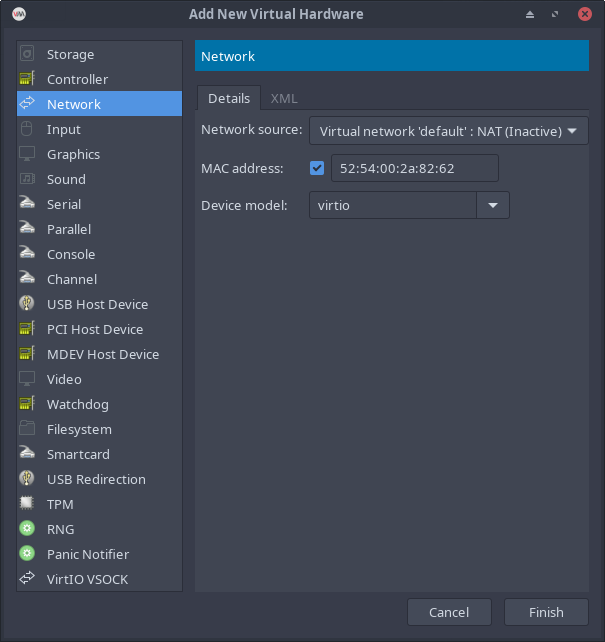 Add New Virtual Hardware
Storage
Controller
Network
Input
Graphics
Sound
Serial
Parallel
Console
Channel
USB Host Device
PCI Host Device
MDEV Host Device
Video
Watchdog
Filesystem
Smartcard
USB Redirection
TPM
RNG
Panic Notifier
VirtIO VSOCK
Network
Details XML
Network source: Virtual network 'default' : NAT (Inactive)
MAC address: 52:54:00:2a:82:62
Device model: virtio
Cancel Finish